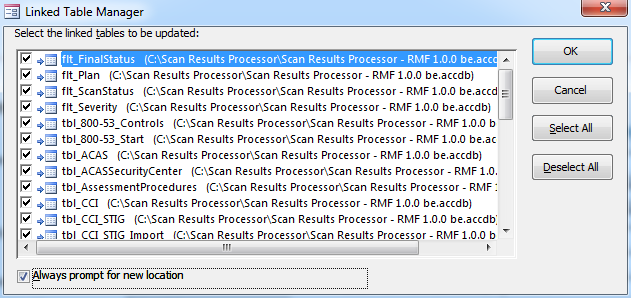 Linked Table Manager
Select the linked tables to be updated:
flt_FinalStatus (C:\Scan Results Processor\Scan Results Processor - RMF 1.0.0 be.accd
flt_Plan (C:\Scan Results Processor\Scan Results Processor - RMF 1.0.0 be.accdb)
flt_ScanStatus (C:\Scan Results Processor\Scan Results Processor - RMF 1.0.0 be.accd
flt_Severity (C:\Scan Results Processor\Scan Results Processor - RMF 1.0.0 be.accdb)
tbl_800-53_Controls (C:\Scan Results Processor\Scan Results Processor - RMF 1.0.0 b
tbl_800-53_Start (C:\Scan Results Processor\Scan Results Processor - RMF 1.0.0 be.ac
tbl_ACAS (C:\Scan Results Processor\Scan Results Processor - RMF 1.0.0 be.accdb)
tbl_ACASSecurityCenter (C:\Scan Results Processor\Scan Results Processor - RMF 1.0.
tbl_AssessmentProcedures (C:\Scan Results Processor\Scan Results Processor - RMF 1
tbl_CCI (C:\Scan Results Processor\Scan Results Processor - RMF 1.0.0 be.accdb)
tbl_CCI_STIG (C:\Scan Results Processor\Scan Results Processor - RMF 1.0.0 be.accdb
tbl_CCI_STIG_Import (C:\Scan Results Processor\Scan Results Processor - RMF 1.0.0 b
OK
Cancel
Select All
Deselect All
Always prompt for new location